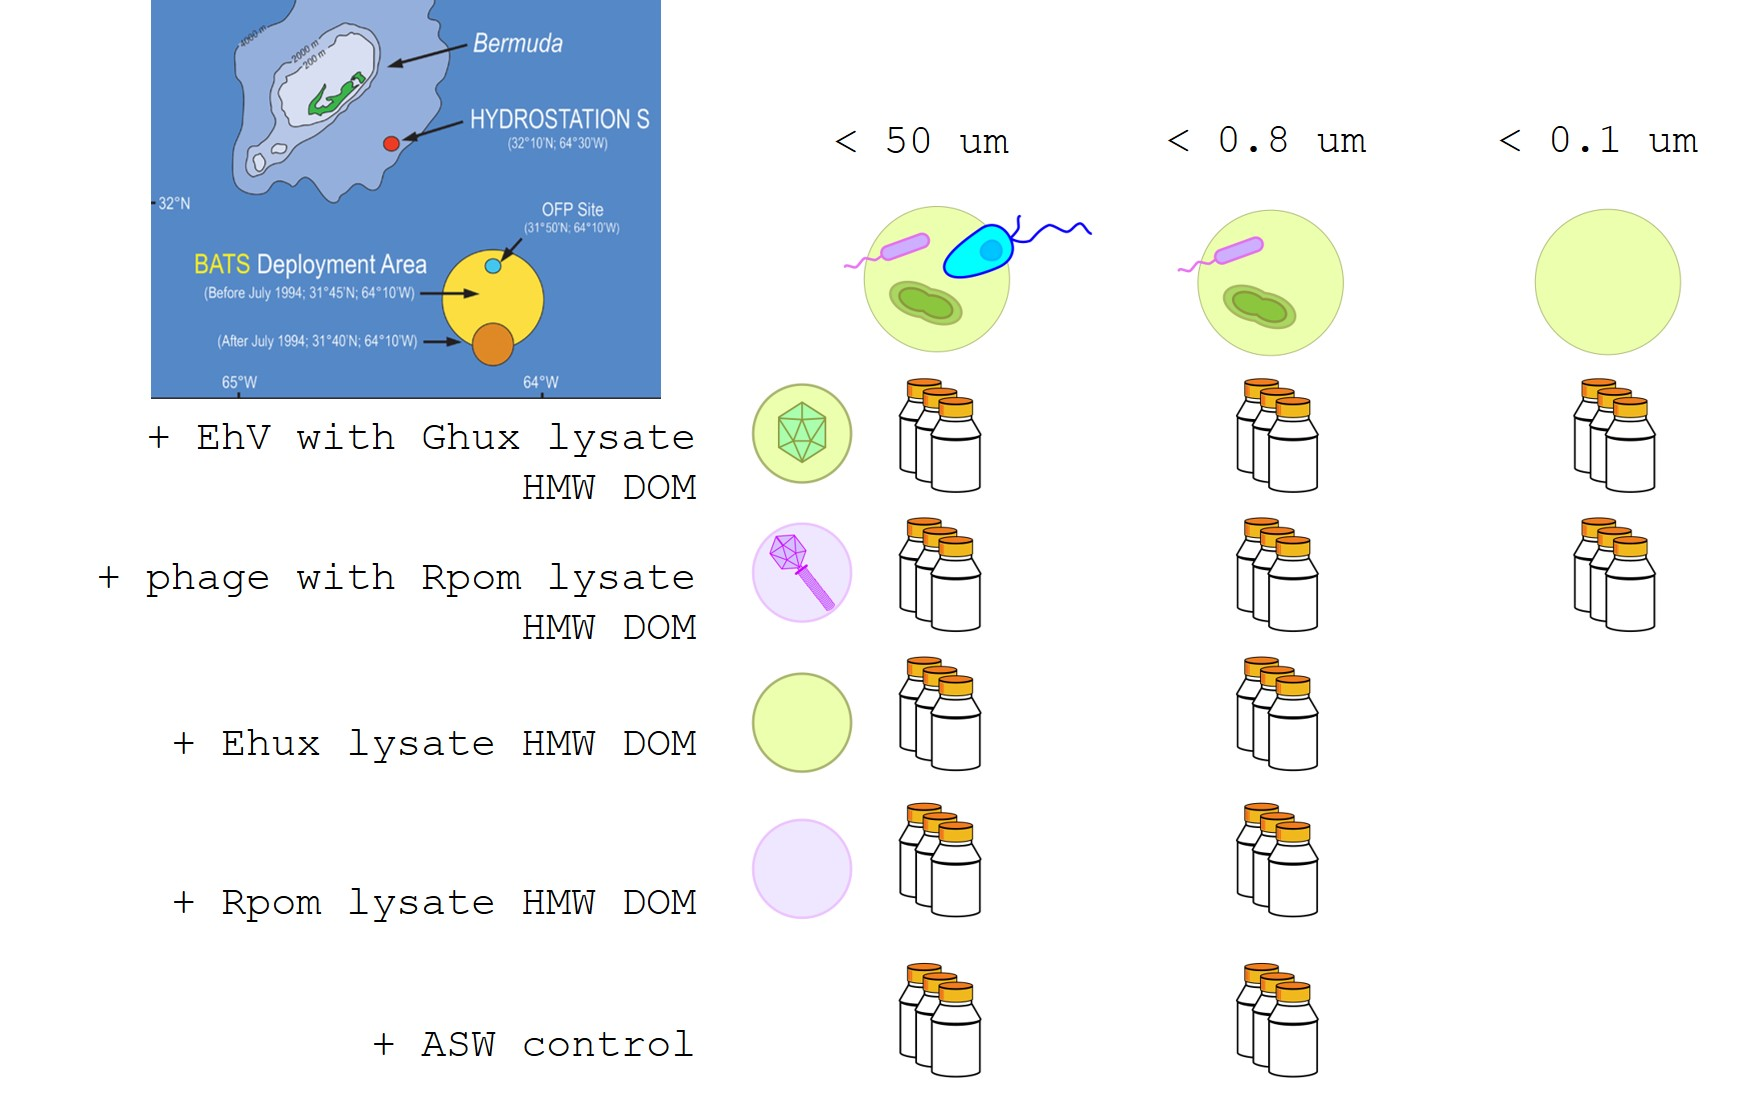 4000 m
2000 m
200 m
Bermuda
HYDROSTATION S
(32°10'N; 64°30'W)
32°N
OFP Site
(31°50'N; 64°10'W)
BATS Deployment Area
(Before July 1994; 31°45'N; 64°10'W)
(After July 1994; 31°40'N; 64°10'W)
65°W
64°W
< 50 um
< 0.8 um
< 0.1 um
+ EhV with Ghux lysate
HMW DOM
+ phage with Rpom lysate
HMW DOM
+ Ehux lysate HMW DOM
+ Rpom lysate HMW DOM
+ ASW control